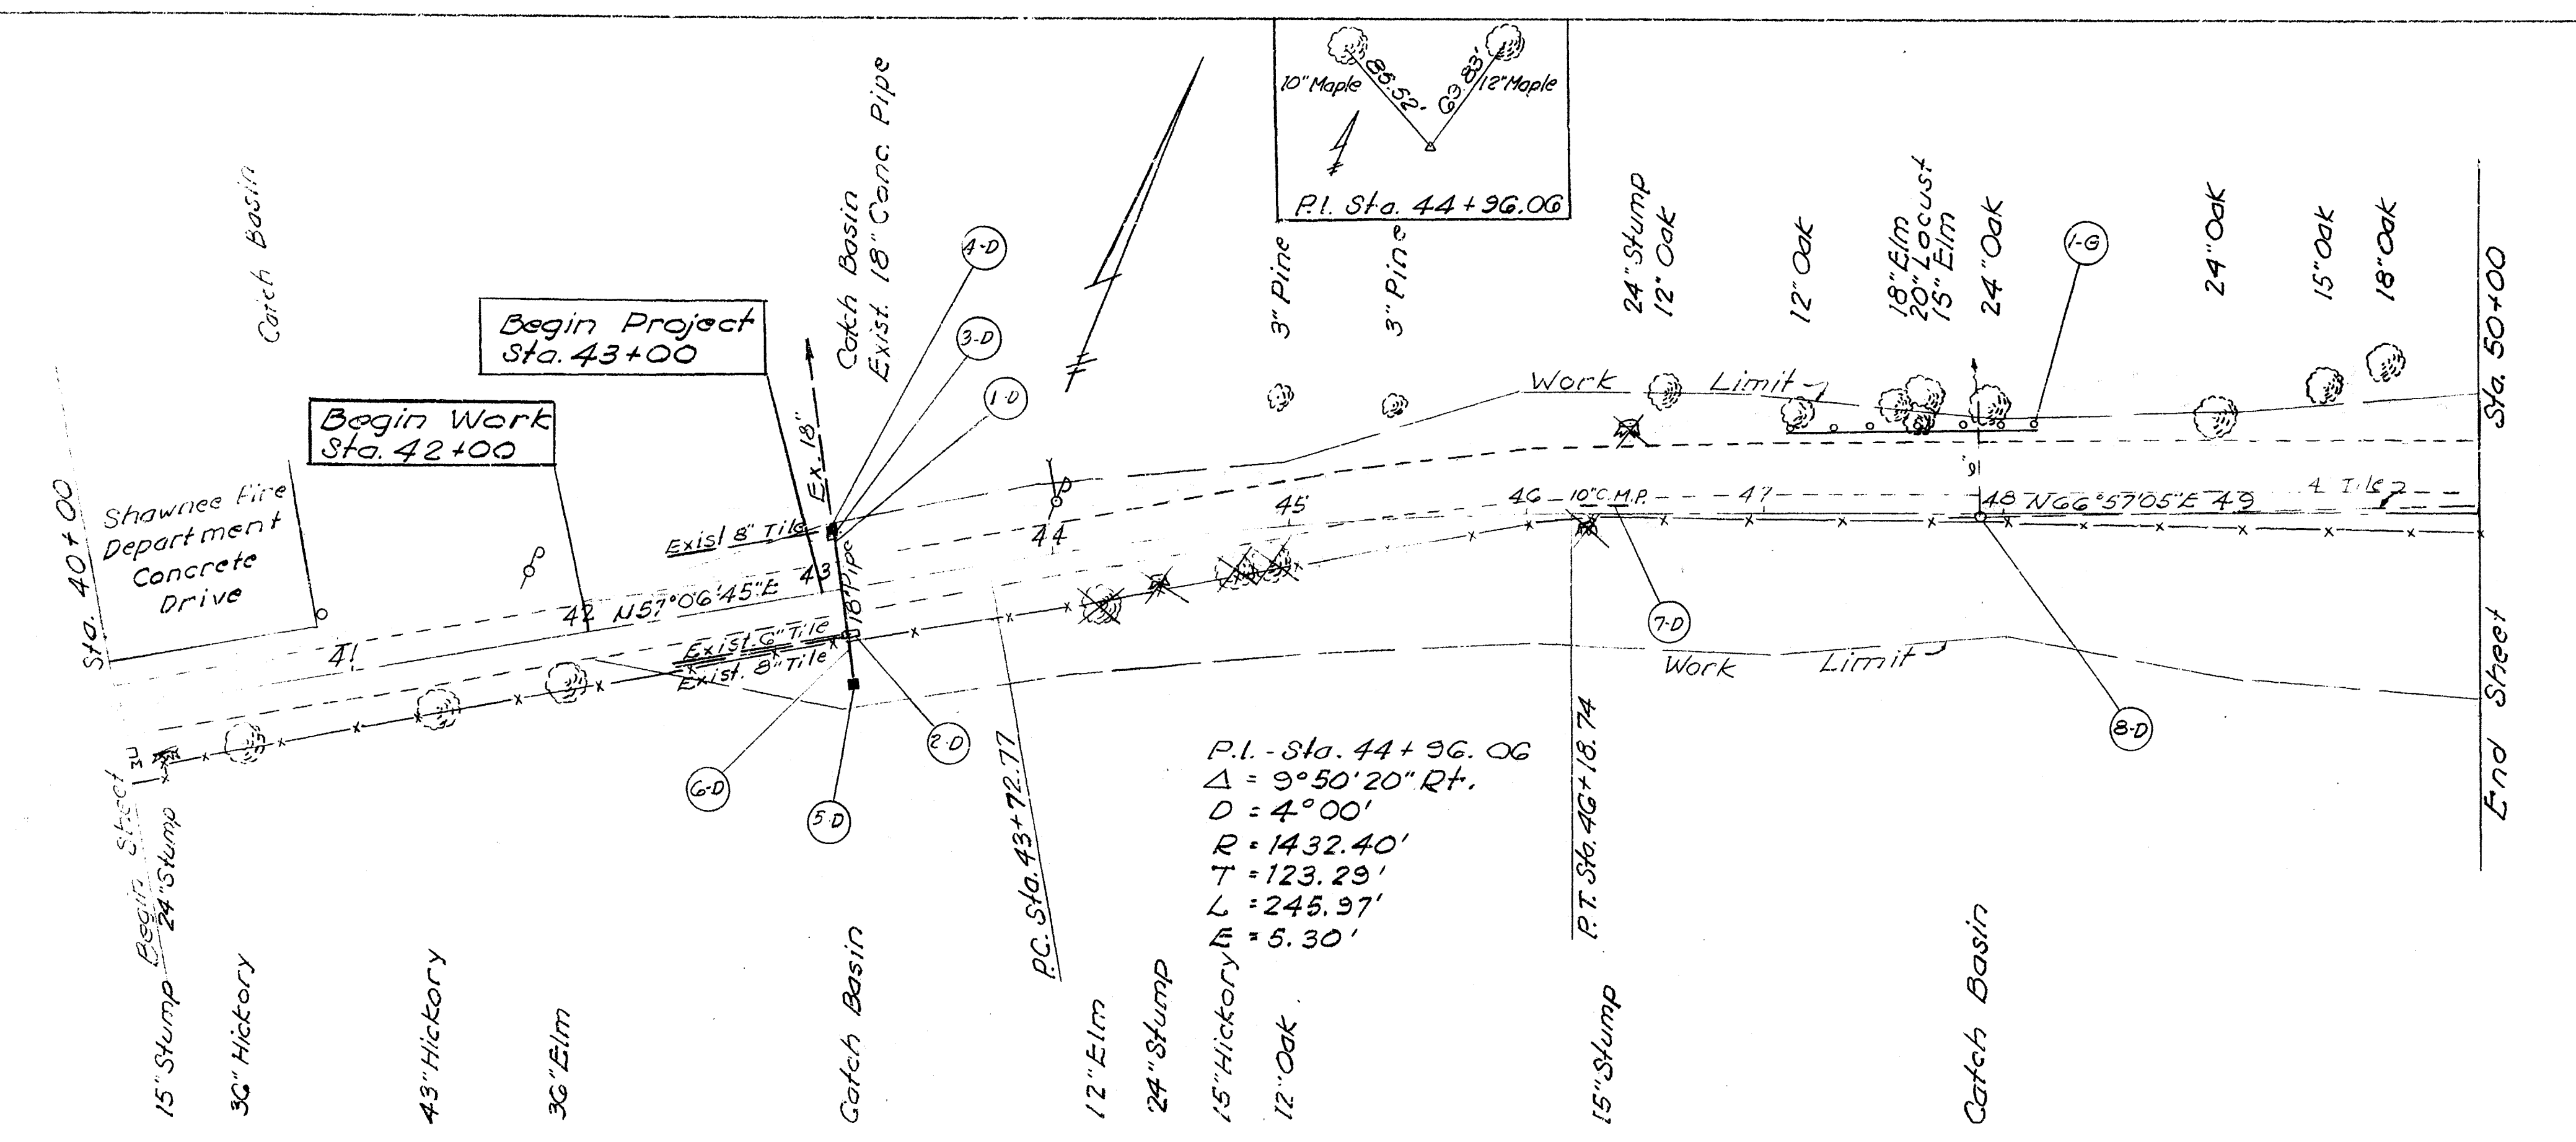 10" Maple
85.52'
63.83'
12" Maple
P.I. Sta. 44+96.06
Catch Basin
Catch Basin
Exist. 18" Conc. Pipe
4-D
3-D
1-D
3" Pine
3" Pine
24" Stump
12" Oak
12" Oak
18" Elm
20" Locust
15" Elm
24" Oak
1-G
24" Oak
15" Oak
18" Oak
Sta. 50+00
End Sheet
Begin Project
Sta. 43+00
Begin Work
Sta. 42+00
Ex. 18"
Work Limit
Sta. 40+00
Shawnee Fire
Department
Concrete
Drive
Exist 8" Tile
18" Pipe
41
42
N57°06'45"E
43
44
45
46
10" C.M.P.
47
48
N66°57'05"E
49
4" Tile
Exist. 6" Tile
Exist. 8" Tile
7-D
Work Limit
8-D
2-D
6-D
5-D
Begin Sheet
24" Stump
P.C. Sta. 43+72.77
P.I. - Sta. 44+96.06
Δ = 9°50'20" Rt.
D = 4°00'
R = 1432.40'
T = 123.29'
L = 245.97'
E = 5.30'
P.T. Sta. 46+18.74
15" Stump
36" Hickory
43" Hickory
36" Elm
Catch Basin
12" Elm
24" Stump
15" Hickory
12" Oak
15" Stump
Catch Basin